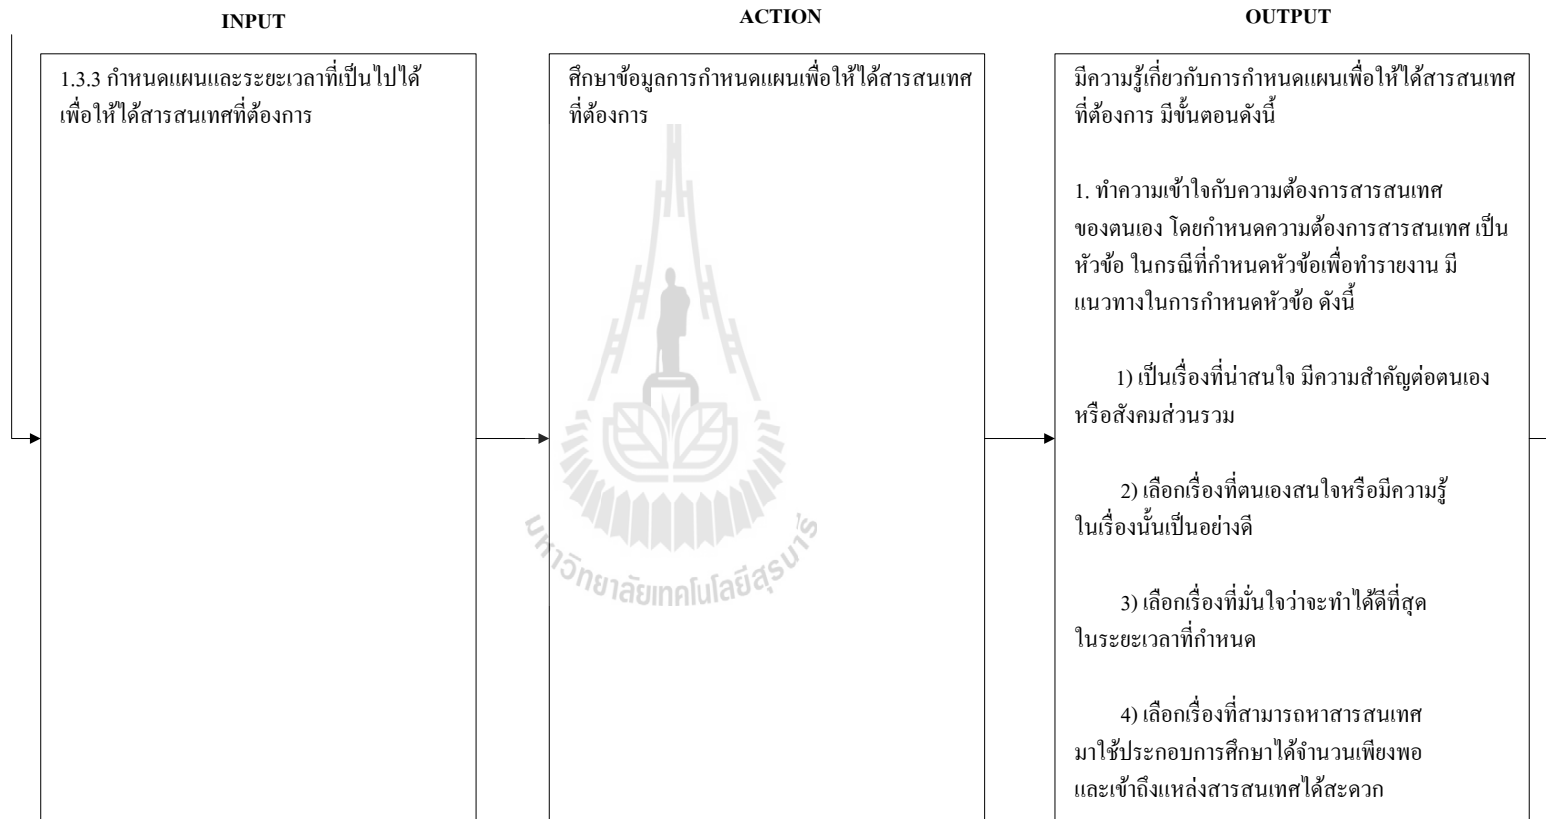 INPUT
ACTION
OUTPUT
1.3.3 กำหนดแผนและระยะเวลาที่เป็นไปได้
เพื่อให้ได้สารสนเทศที่ต้องการ
ศึกษาข้อมูลการกำหนดแผนเพื่อให้ได้สารสนเทศ
ที่ต้องการ
มีความรู้เกี่ยวกับการกำหนดแผนเพื่อให้ได้สารสนเทศ
ที่ต้องการ มีขั้นตอนดังนี้
1. ทำความเข้าใจกับความต้องการสารสนเทศ
ของตนเอง โดยกำหนดความต้องการสารสนเทศ เป็น
หัวข้อ ในกรณีที่กำหนดหัวข้อเพื่อทำรายงาน มี
แนวทางในการกำหนดหัวข้อ ดังนี้
1) เป็นเรื่องที่น่าสนใจ มีความสำคัญต่อตนเอง
หรือสังคมส่วนรวม
2) เลือกเรื่องที่ตนเองสนใจหรือมีความรู้
ในเรื่องนั้นเป็นอย่างดี
3) เลือกเรื่องที่มั่นใจว่าจะทำได้ดีที่สุด
ในระยะเวลาที่กำหนด
4) เลือกเรื่องที่สามารถหาสารสนเทศ
มาใช้ประกอบการศึกษาได้จำนวนเพียงพอ
และเข้าถึงแหล่งสารสนเทศได้สะดวก
มหาวิทยาลัยเทคโนโลยีสุรนารี